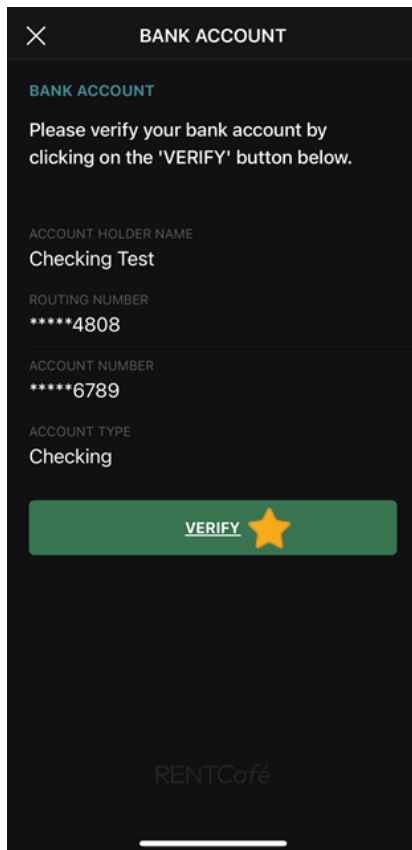 BANK ACCOUNT
BANK ACCOUNT
Please verify your bank account by
clicking on the 'VERIFY' button below.
ACCOUNT HOLDER NAME
Checking Test
ROUTING NUMBER
*****4808
ACCOUNT NUMBER
*****6789
ACCOUNT TYPE
Checking
VERIFY
RENTCafé